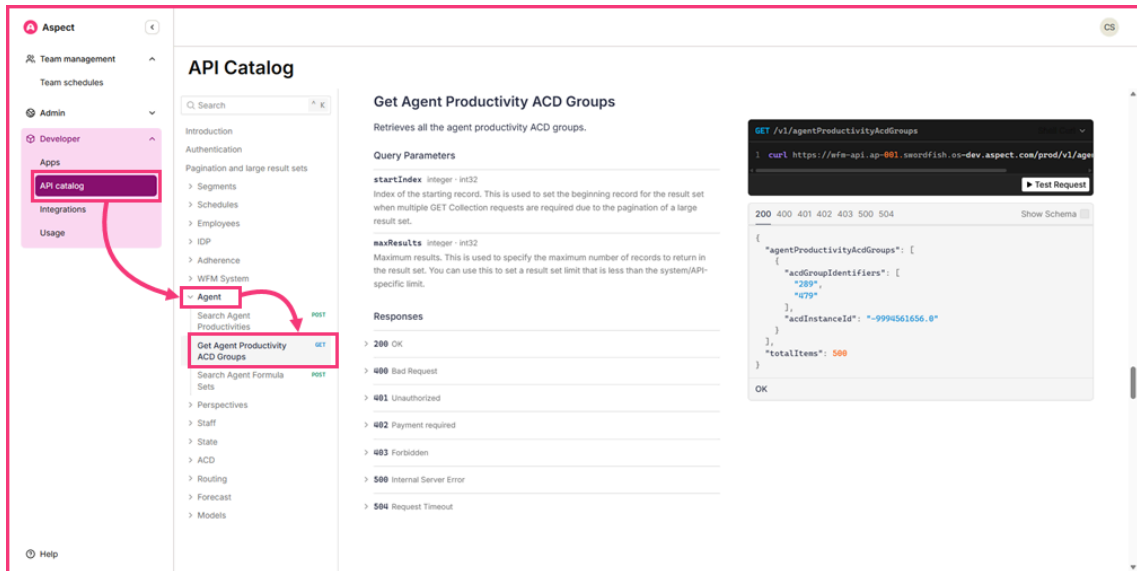 Aspect
CS
Team management
Team schedules
Admin
Developer
Apps
API catalog
Integrations
Usage
Help
API Catalog
Search
^ K
Introduction
Authentication
Pagination and large result sets
Segments
Schedules
Employees
IDP
Adherence
WFM System
Agent
Search Agent POST
Productivities
Get Agent Productivity GET
ACD Groups
Search Agent Formula POST
Sets
Perspectives
Staff
State
ACD
Routing
Forecast
Models
Get Agent Productivity ACD Groups
Retrieves all the agent productivity ACD groups.
Query Parameters
startIndex integer · int32
Index of the starting record. This is used to set the beginning record for the result set
when multiple GET Collection requests are required due to the pagination of a large
result set.
maxResults integer · int32
Maximum results. This is used to specify the maximum number of records to return in
the result set. You can use this to set a result set limit that is less than the system/API-
specific limit.
Responses
200 OK
400 Bad Request
401 Unauthorized
402 Payment required
403 Forbidden
500 Internal Server Error
504 Request Timeout
GET /v1/agentProductivityAcdGroups
1 curl https://wfm-api.ap-001.swordfish.os-dev.aspect.com/prod/v1/age
Test Request
200 400 401 402 403 500 504 Show Schema
{
"agentProductivityAcdGroups": [
{
"acdGroupIdentifiers": [
"289",
"479"
],
"acdInstanceId": "-9994561656.0"
}
],
"totalItems": 500
}
OK